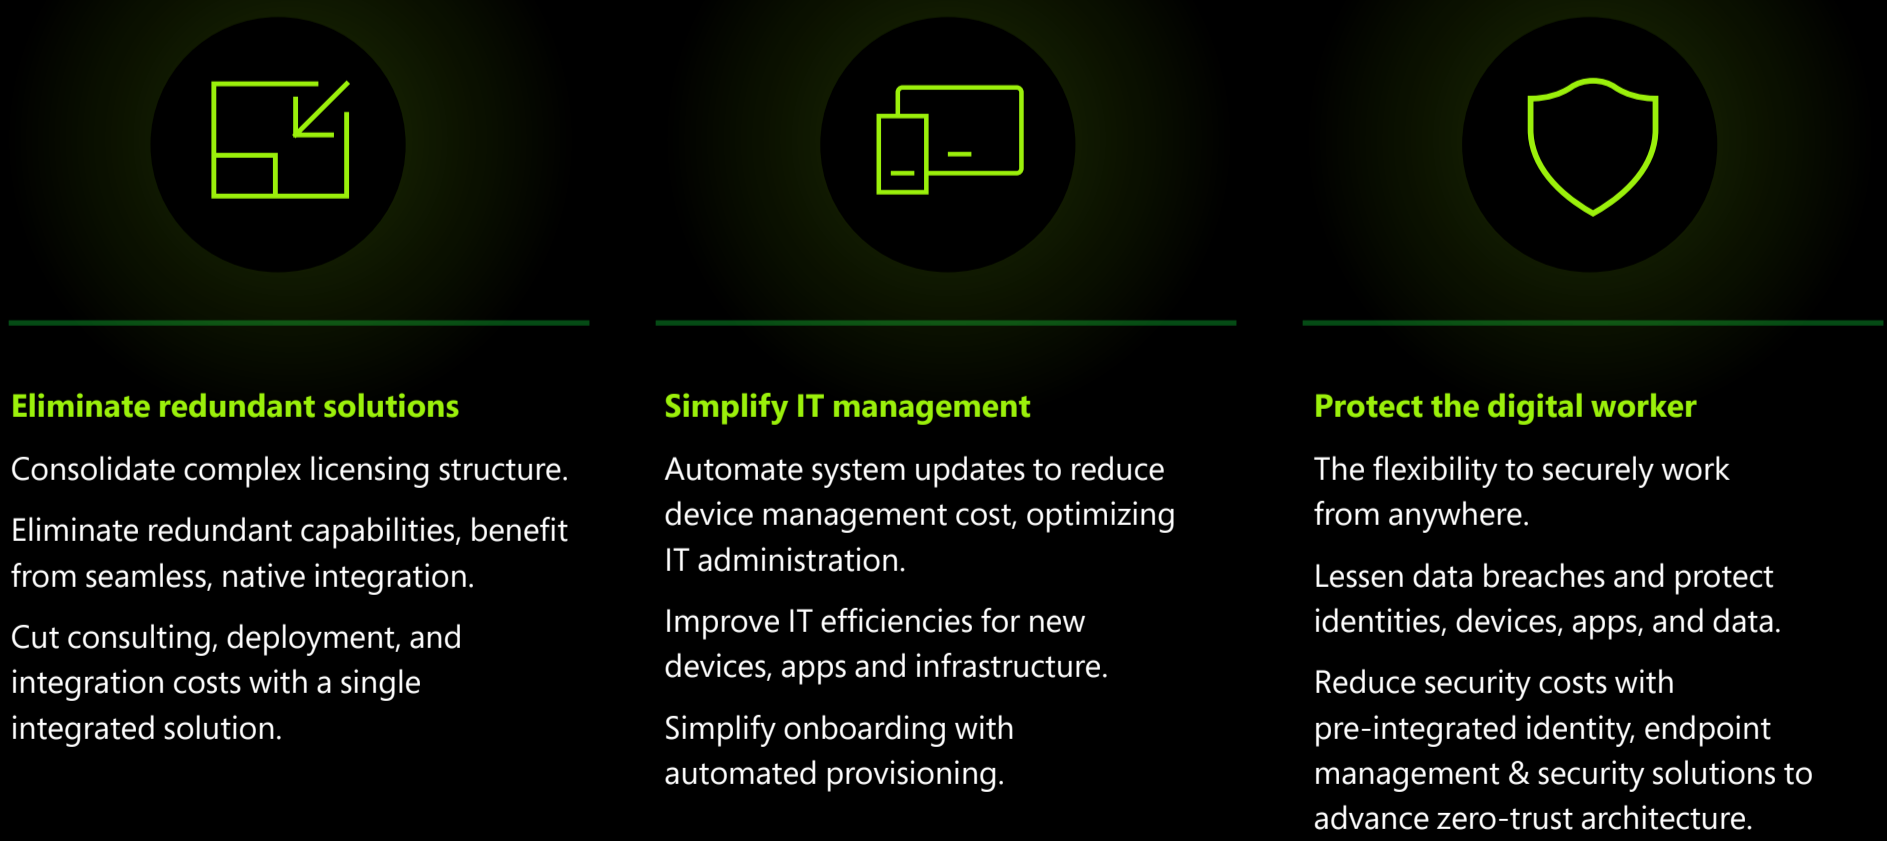 Eliminate redundant solutions
Consolidate complex licensing structure.
Eliminate redundant capabilities, benefit
from seamless, native integration.
Cut consulting, deployment, and
integration costs with a single
integrated solution.
Simplify IT management
Automate system updates to reduce
device management cost, optimizing
IT administration.
Improve IT efficiencies for new
devices, apps and infrastructure.
Simplify onboarding with
automated provisioning.
Protect the digital worker
The flexibility to securely work
from anywhere.
Lessen data breaches and protect
identities, devices, apps, and data.
Reduce security costs with
pre-integrated identity, endpoint
management & security solutions to
advance zero-trust architecture.